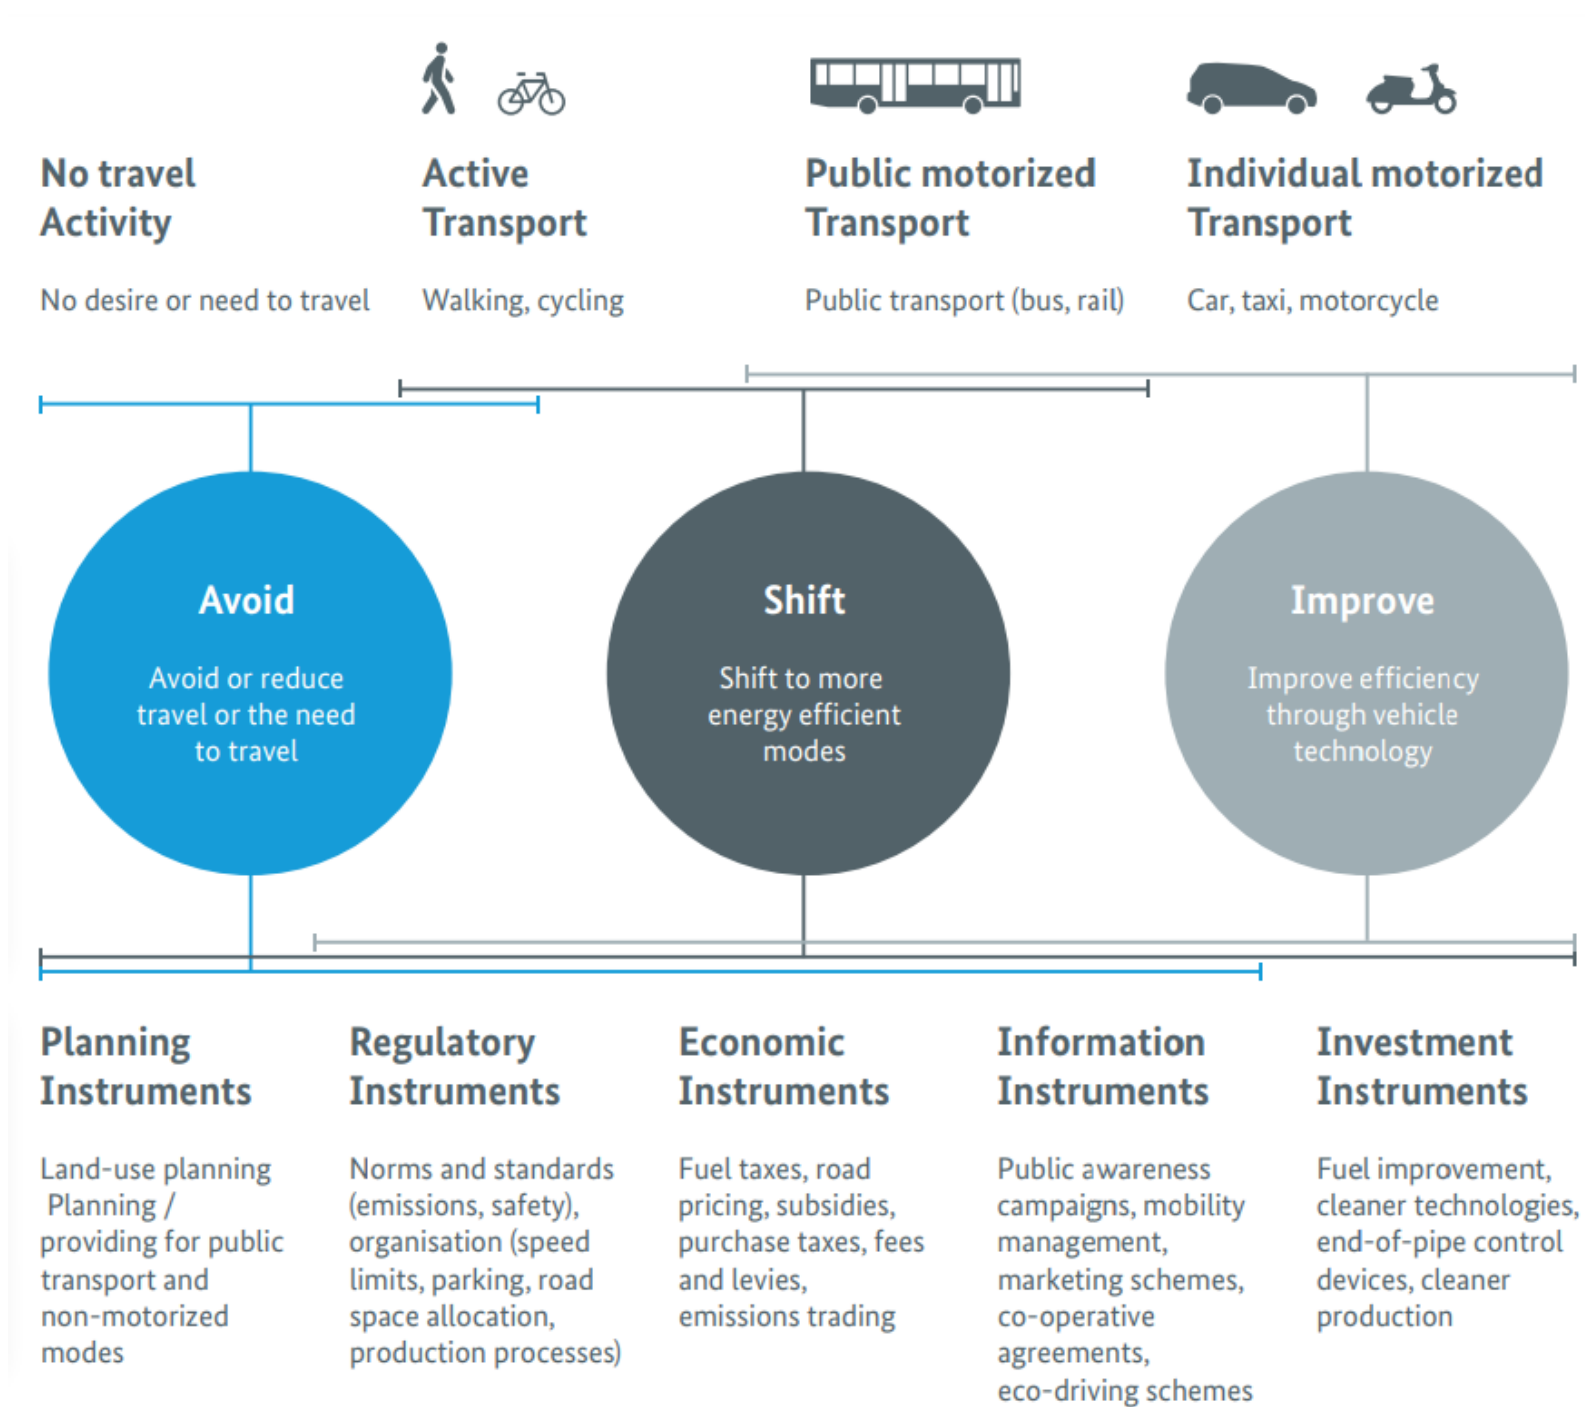 No travel
Activity
No desire or need to travel
Active
Transport
Walking, cycling
Public motorized
Transport
Public transport (bus, rail)
Individual motorized
Transport
Car, taxi, motorcycle
Avoid
Avoid or reduce
travel or the need
to travel
Shift
Shift to more
energy efficient
modes
Improve
Improve efficiency
through vehicle
technology
Planning
Instruments
Land-use planning
Planning /
providing for public
transport and
non-motorized
modes
Regulatory
Instruments
Norms and standards
(emissions, safety),
organisation (speed
limits, parking, road
space allocation,
production processes)
Economic
Instruments
Fuel taxes, road
pricing, subsidies,
purchase taxes, fees
and levies,
emissions trading
Information
Instruments
Public awareness
campaigns, mobility
management,
marketing schemes,
co-operative
agreements,
eco-driving schemes
Investment
Instruments
Fuel improvement,
cleaner technologies,
end-of-pipe control
devices, cleaner
production